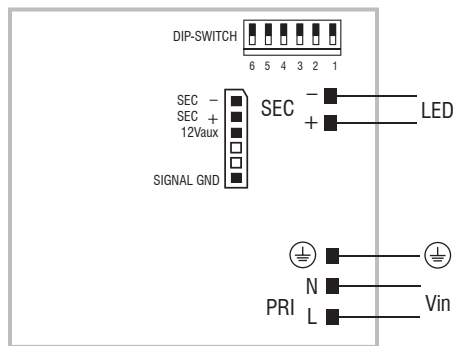 DIP-SWITCH
6 5 4 3 2 1
SEC −
SEC +
12Vaux
SIGNAL GND
SEC
−
+
LED
PRI
N
L
Vin